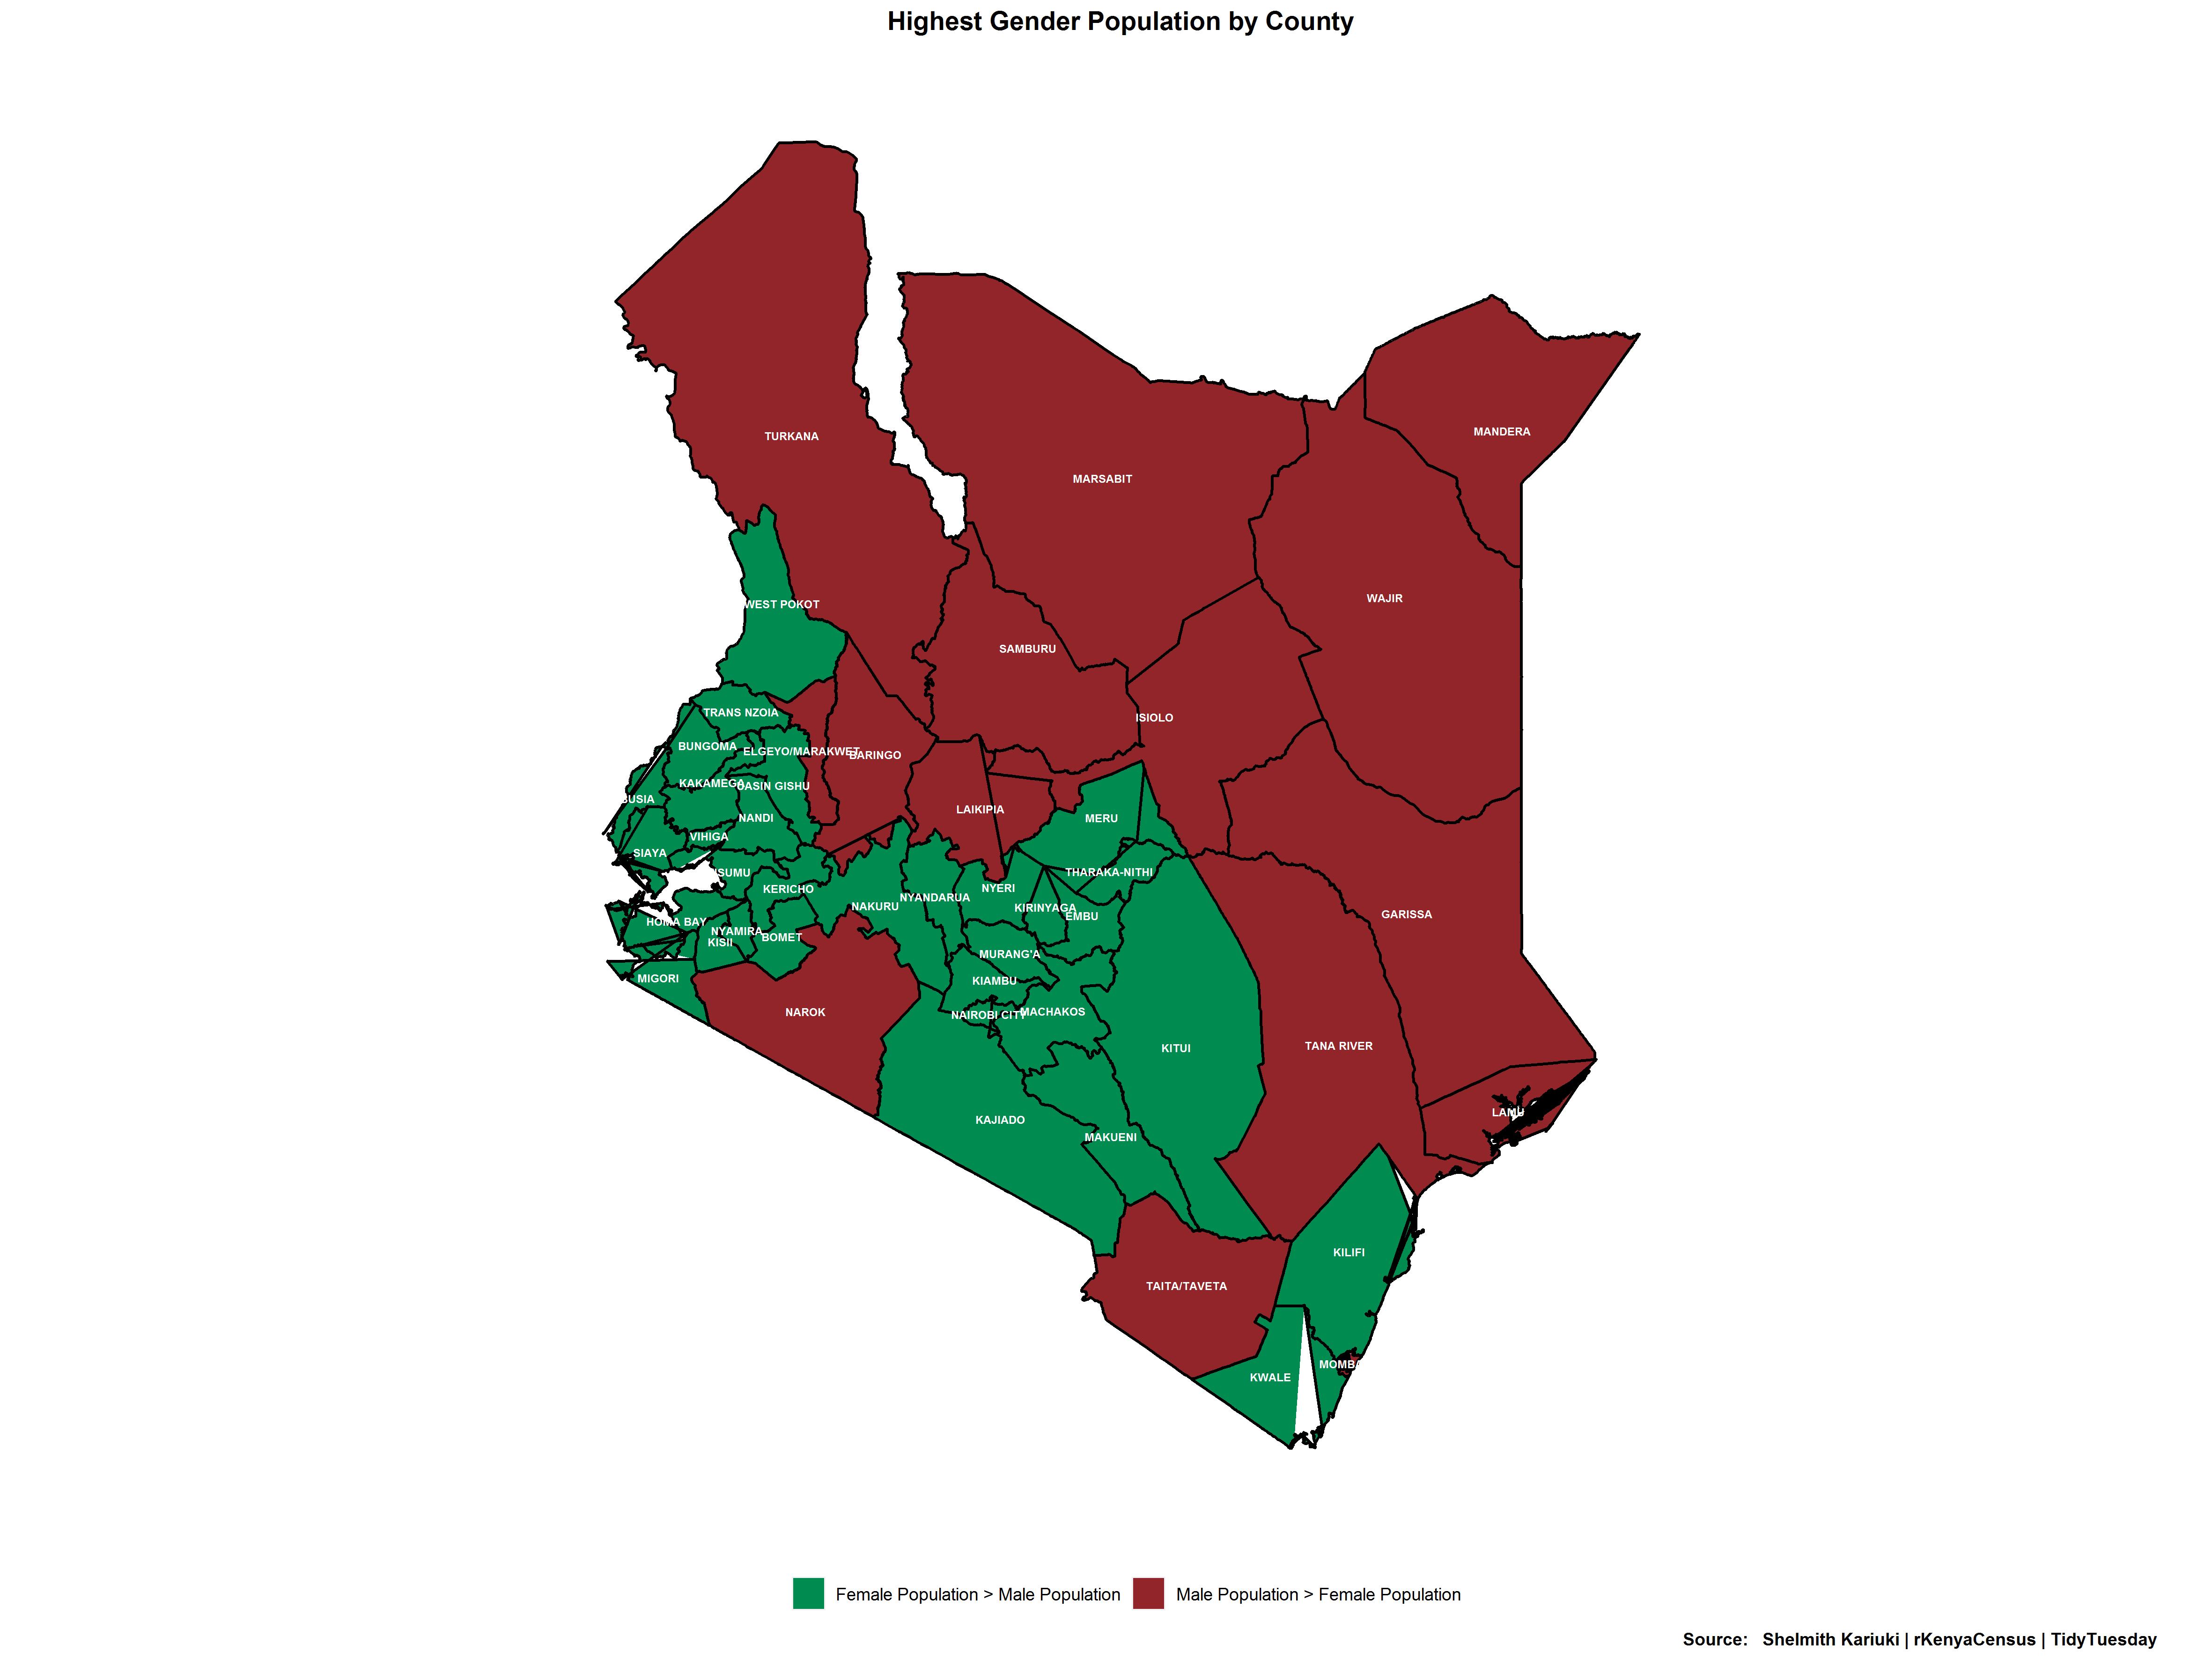 Highest Gender Population by County
TURKANA
MANDERA
MARSABIT
WEST POKOT
WAJIR
SAMBURU
TRANS NZOIA
ISIOLO
BUNGOMA
ELGEYO/MARAKWET
BARINGO
KAKAMEGA
UASIN GISHU
BUSIA
LAIKIPIA
NANDI
MERU
VIHIGA
SIAYA
ISUMU
THARAKA-NITHI
KERICHO
NYERI
NYANDARUA
NAKURU
KIRINYAGA
EMBU
GARISSA
HOMA BAY
NYAMIRA
KISII
BOMET
MURANG'A
MIGORI
KIAMBU
NAROK
NAIROBI CITY
MACHAKOS
KITUI
TANA RIVER
LAMU
KAJIADO
MAKUENI
KILIFI
TAITA/TAVETA
MOMBA
KWALE
Female Population > Male Population
Male Population > Female Population
Source: Shelmith Kariuki | rKenyaCensus | TidyTuesday